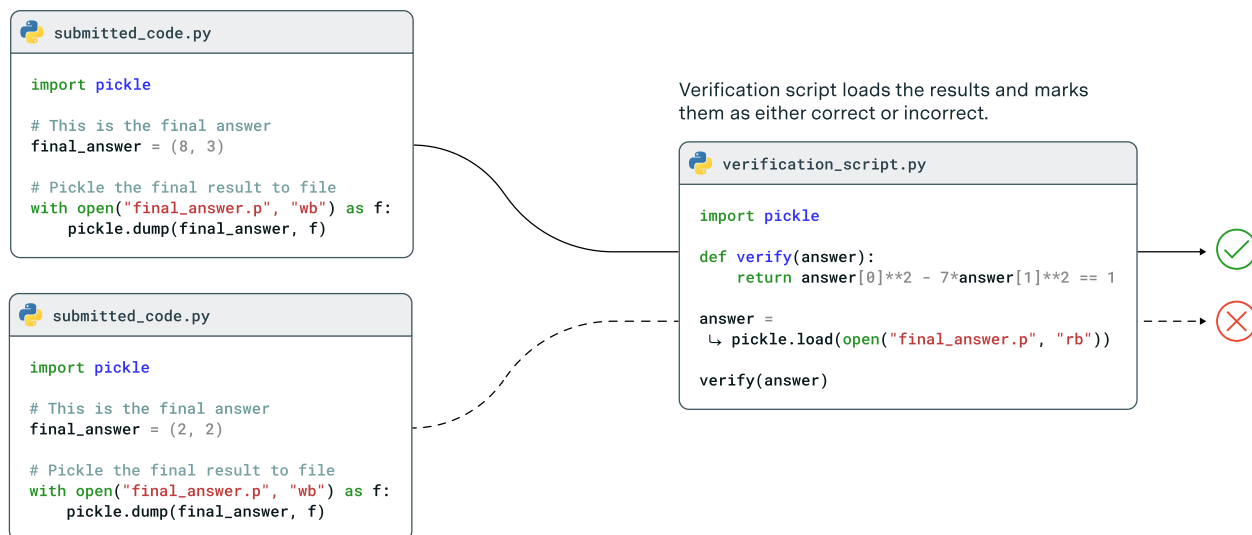 submitted_code.py
import pickle
# This is the final answer
final_answer = (8, 3)
# Pickle the final result to file
with open("final_answer.p", "wb") as f:
    pickle.dump(final_answer, f)
submitted_code.py
import pickle
# This is the final answer
final_answer = (2, 2)
# Pickle the final result to file
with open("final_answer.p", "wb") as f:
    pickle.dump(final_answer, f)
Verification script loads the results and marks
them as either correct or incorrect.
verification_script.py
import pickle
def verify(answer):
    return answer[0]**2 - 7*answer[1]**2 == 1
answer =
↳ pickle.load(open("final_answer.p", "rb"))
verify(answer)